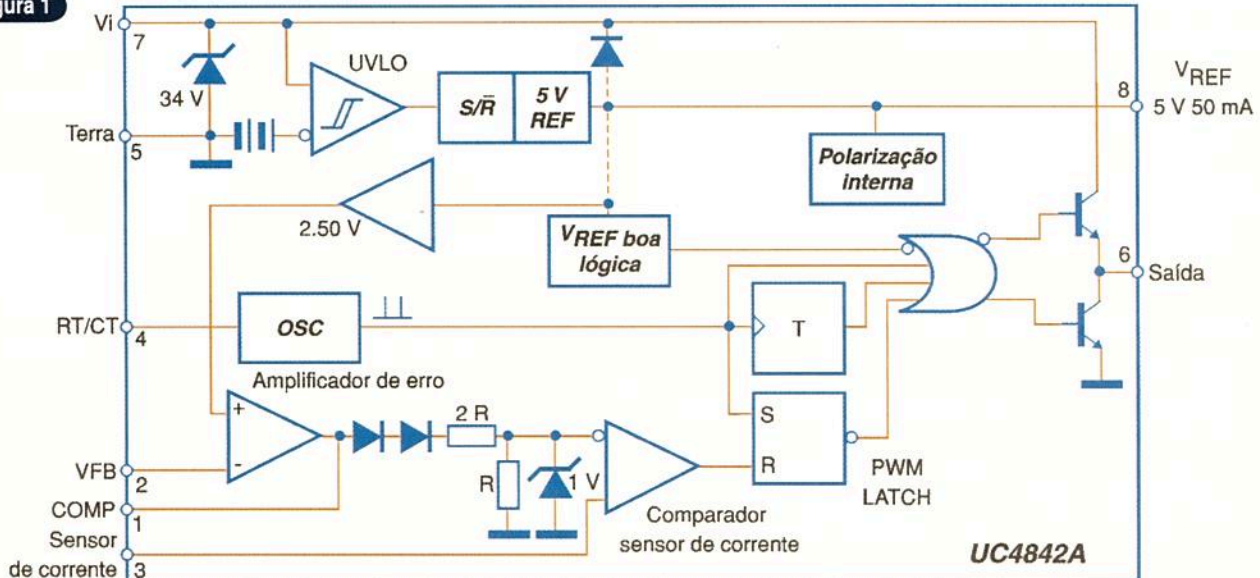 gura 1
Vi
7
34 V
UVLO
S/R̅
5 V
REF
8
VREF
5 V 50 mA
Terra
5
Polarização
interna
2.50 V
VREF boa
lógica
6
Saída
RT/CT
4
OSC
T
Amplificador de erro
+
-
2 R
R
1 V
S
R
VFB
2
COMP
1
PWM
LATCH
Comparador
sensor de corrente
Sensor
de corrente
3
UC4842A